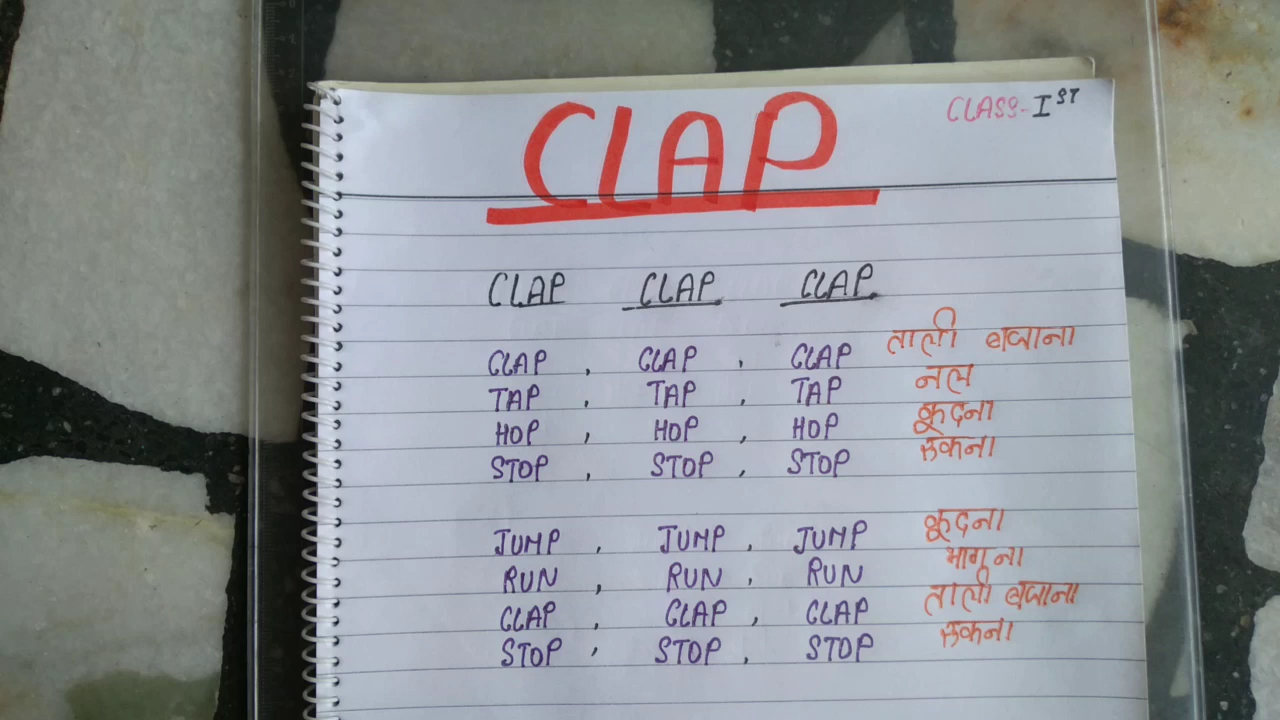 CLAP
CLASS-Iˢᵀ
CLAP CLAP CLAP
CLAP, CLAP, CLAP ताली बजाना
TAP, TAP, TAP नल
HOP, HOP, HOP कूदना
STOP, STOP, STOP रुकना
JUMP, JUMP, JUMP कूदना
RUN, RUN, RUN भागना
CLAP, CLAP, CLAP ताली बजाना
STOP, STOP, STOP रुकना